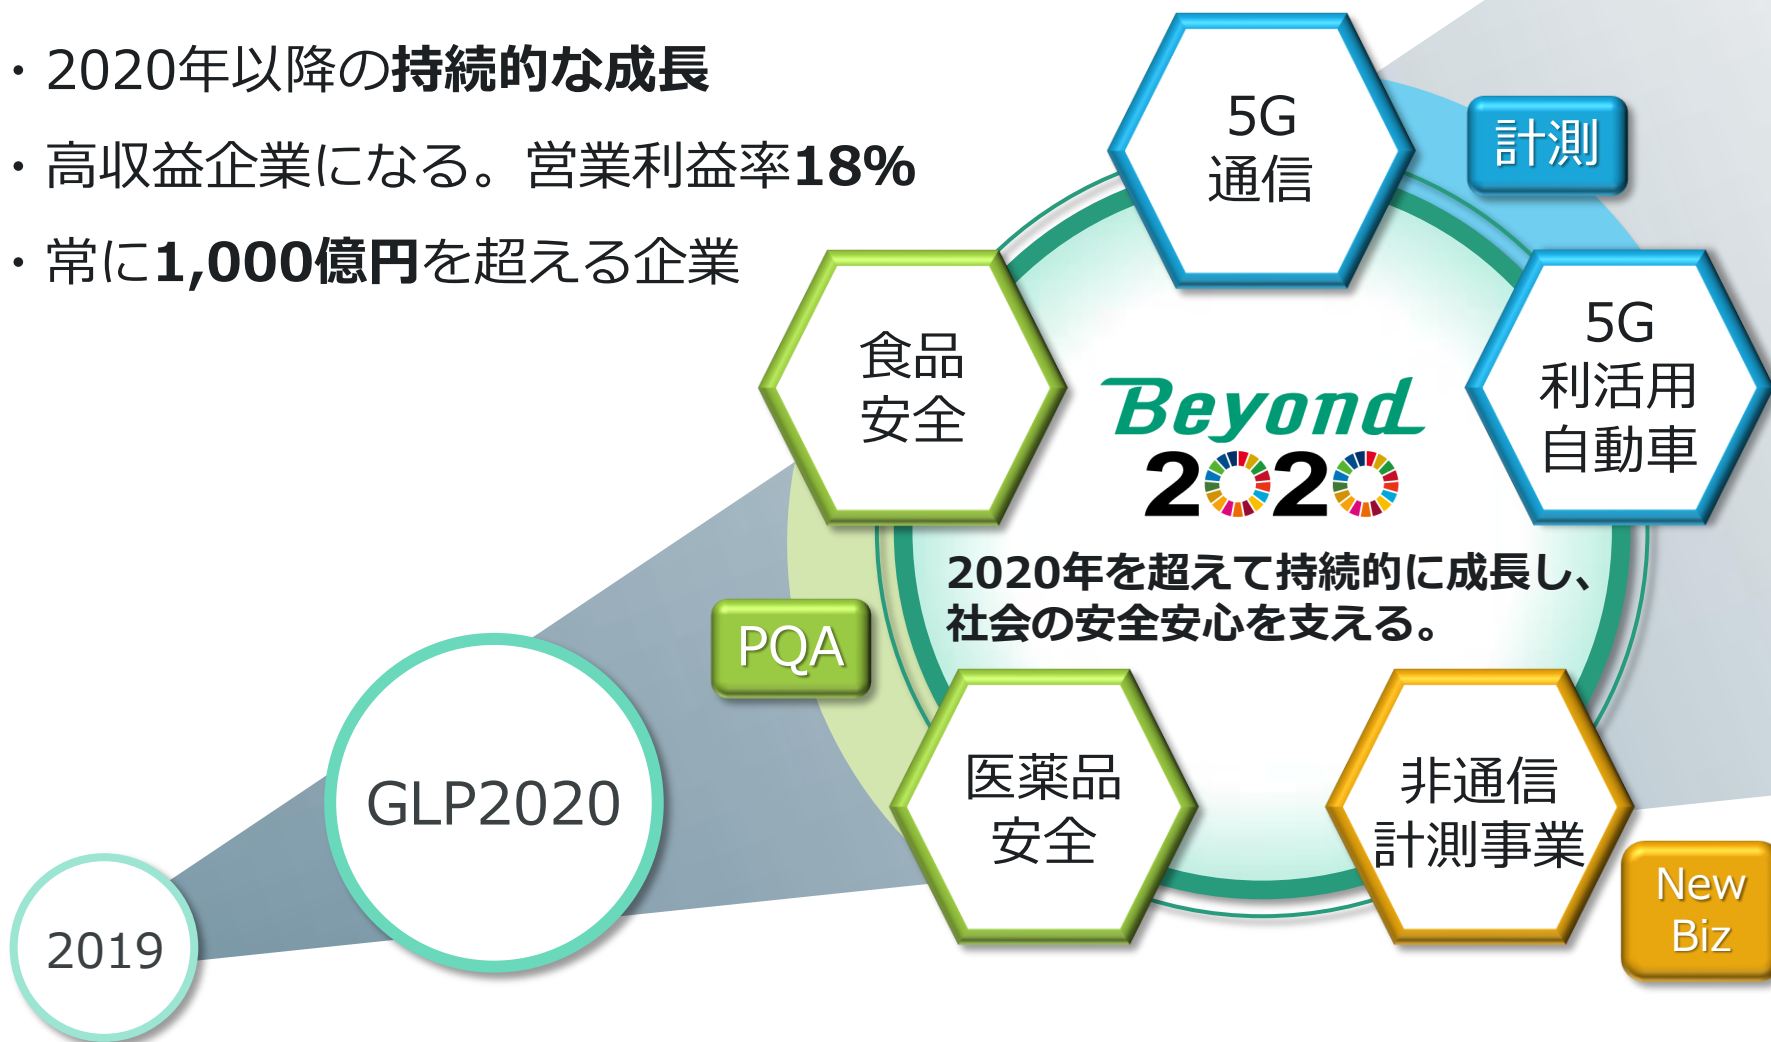 ・2020年以降の持続的な成長
・高収益企業になる。営業利益率18%
・常に1,000億円を超える企業
5G
通信
計測
食品
安全
5G
利活用
自動車
Beyond
2020
2020年を超えて持続的に成長し、
社会の安全安心を支える。
PQA
医薬品
安全
非通信
計測事業
New
Biz
GLP2020
2019